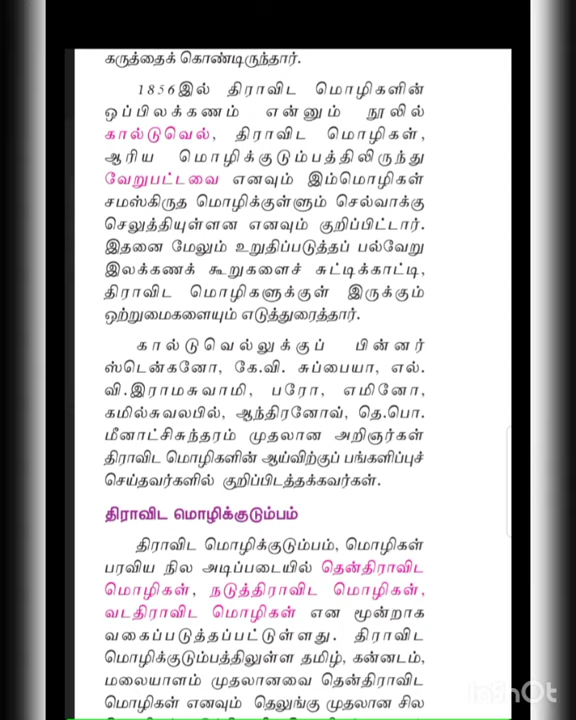 கருத்தைக் கொண்டிருந்தார்.
1856இல் திராவிட மொழிகளின்
ஒப்பிலக்கணம் என்னும் நூலில்
கால்டுவெல், திராவிட மொழிகள்,
ஆரிய மொழிக்குடும்பத்திலிருந்து
வேறுபட்டவை எனவும் இம்மொழிகள்
சமஸ்கிருத மொழிக்குள்ளும் செல்வாக்கு
செலுத்தியுள்ளன எனவும் குறிப்பிட்டார்.
இதனை மேலும் உறுதிப்படுத்தப் பல்வேறு
இலக்கணக் கூறுகளைச் சுட்டிக்காட்டி,
திராவிட மொழிகளுக்குள் இருக்கும்
ஒற்றுமைகளையும் எடுத்துரைத்தார்.
கால்டுவெல்லுக்குப் பின்னர்
ஸ்டென்கனோ, கே.வி. சுப்பையா, எல்.
வி.இராமசுவாமி, பரோ, எமினோ,
கமில்சுவலபில், ஆந்திரனோவ், தெ.பொ.
மீனாட்சிசுந்தரம் முதலான அறிஞர்கள்
திராவிட மொழிகளின் ஆய்விற்குப் பங்களிப்புச்
செய்தவர்களில் குறிப்பிடத்தக்கவர்கள்.
திராவிட மொழிக்குடும்பம்
திராவிட மொழிக்குடும்பம், மொழிகள்
பரவிய நில அடிப்படையில் தென்திராவிட
மொழிகள், நடுத்திராவிட மொழிகள்,
வடதிராவிட மொழிகள் என மூன்றாக
வகைப்படுத்தப்பட்டுள்ளது. திராவிட
மொழிக்குடும்பத்திலுள்ள தமிழ், கன்னடம்,
மலையாளம் முதலானவை தென்திராவிட
மொழிகள் எனவும் தெலுங்கு முதலான சில
InShOt